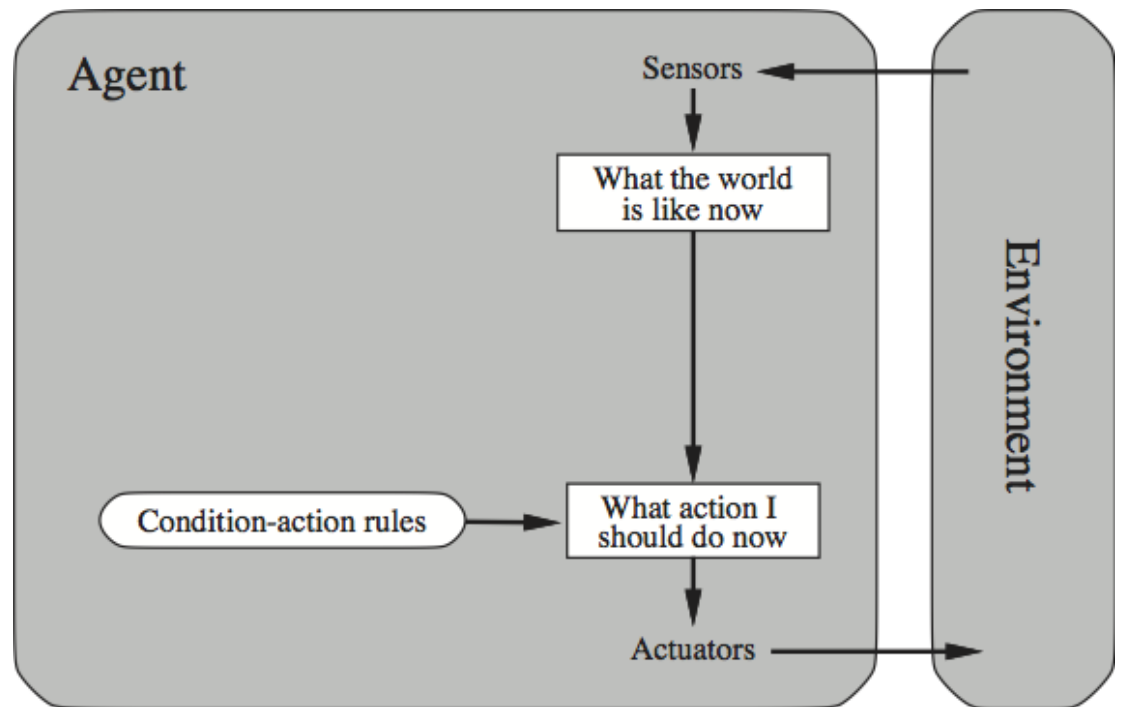 Agent
Sensors
What the world
is like now
Environment
Condition-action rules
What action I
should do now
Actuators